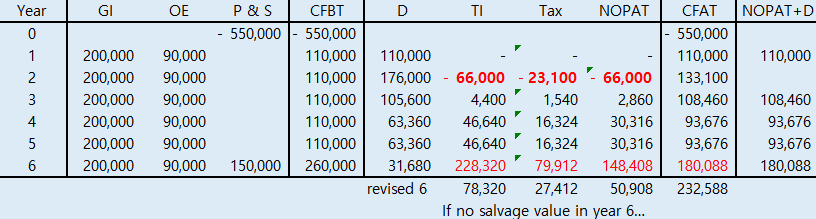 Year GI OE P & S CFBT D TI Tax NOPAT CFAT NOPAT+D
0 - 550,000 - 550,000 - 550,000
1 200,000 90,000 110,000 110,000 - - - 110,000 110,000
2 200,000 90,000 110,000 176,000 - 66,000 - 23,100 - 66,000 133,100
3 200,000 90,000 110,000 105,600 4,400 1,540 2,860 108,460 108,460
4 200,000 90,000 110,000 63,360 46,640 16,324 30,316 93,676 93,676
5 200,000 90,000 110,000 63,360 46,640 16,324 30,316 93,676 93,676
6 200,000 90,000 150,000 260,000 31,680 228,320 79,912 148,408 180,088 180,088
revised 6 78,320 27,412 50,908 232,588
If no salvage value in year 6...